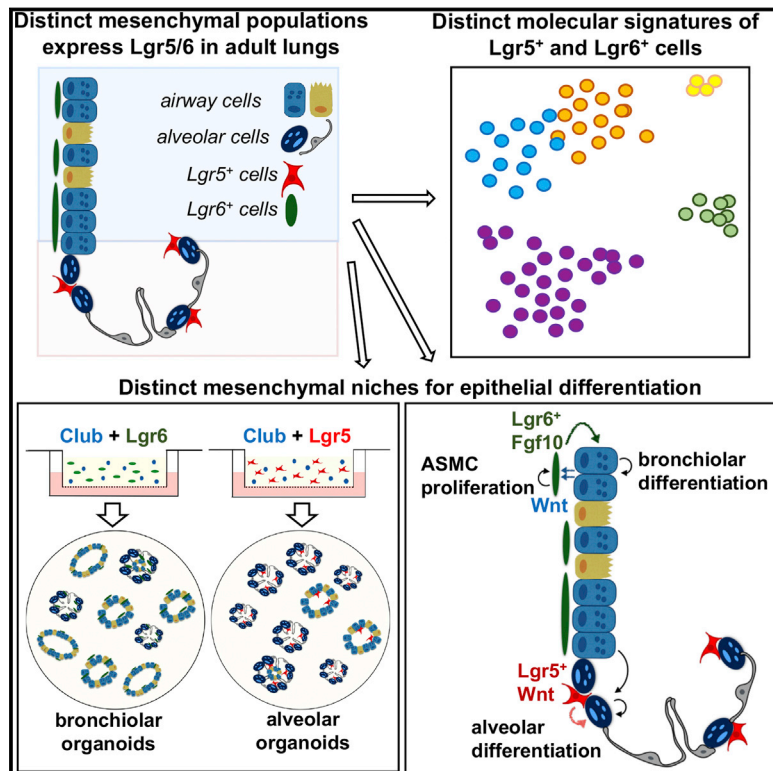 Distinct mesenchymal populations
express Lgr5/6 in adult lungs
airway cells
alveolar cells
Lgr5+ cells
Lgr6+ cells
Distinct molecular signatures of
Lgr5+ and Lgr6+ cells
Distinct mesenchymal niches for epithelial differentiation
Club + Lgr6
Club + Lgr5
bronchiolar
organoids
alveolar
organoids
Lgr6+
Fgf10
ASMC
proliferation
Wnt
bronchiolar
differentiation
Lgr5+
Wnt
alveolar
differentiation